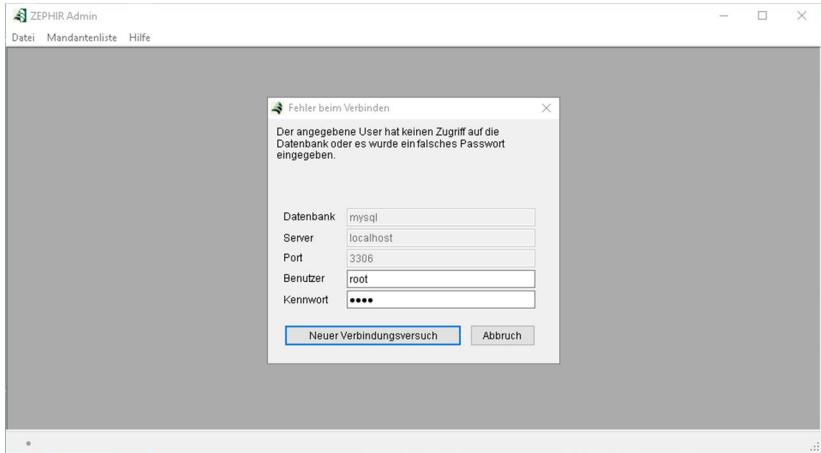 ZEPHIR Admin
Datei Mandantenliste Hilfe
Fehler beim Verbinden
Der angegebene User hat keinen Zugriff auf die
Datenbank oder es wurde ein falsches Passwort
eingegeben.
Datenbank mysql
Server localhost
Port 3306
Benutzer root
Kennwort ●●●●
Neuer Verbindungsversuch Abbruch